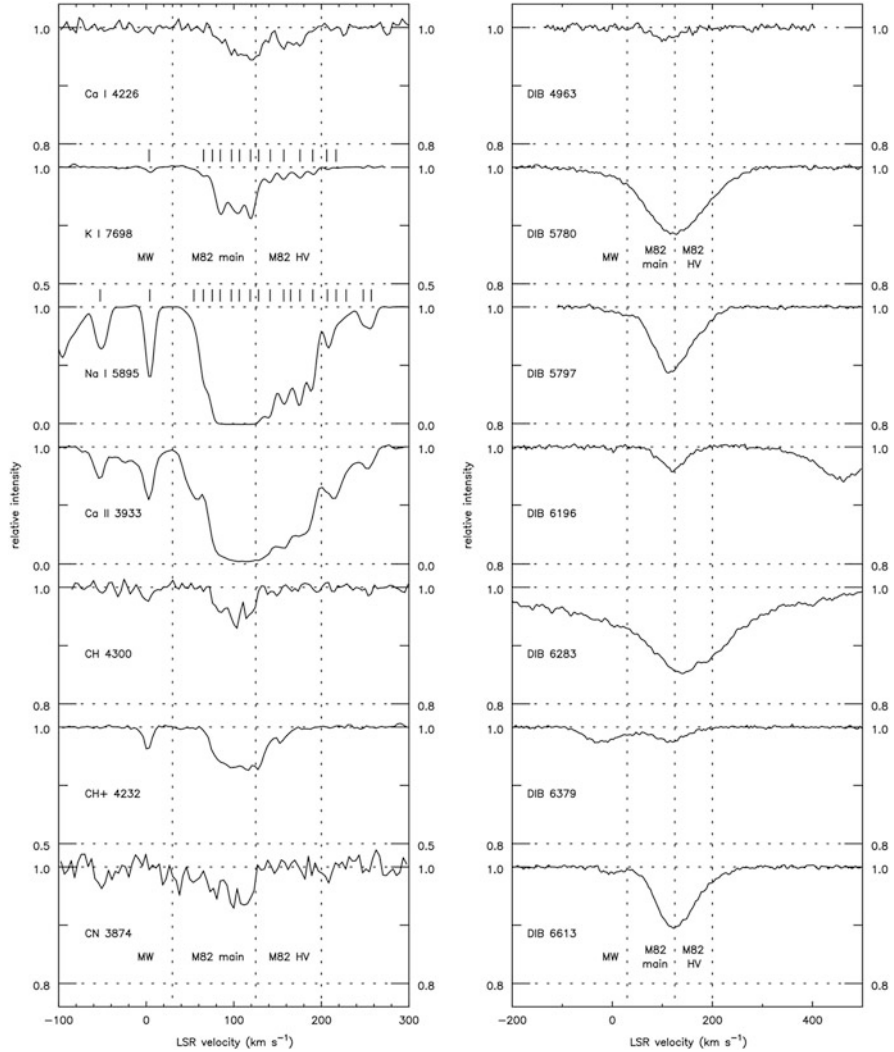 1.0 1.0 1.0 1.0
Ca I 4226 DIB 4963
0.8 0.8 0.8 0.8
1.0 1.0 1.0 1.0
K I 7698 DIB 5780
MW M82 main M82 HV MW M82 main M82 HV
0.5 0.5 0.8 0.8
1.0 1.0 1.0 1.0
Na I 5895 DIB 5797
0.0 0.0 0.8 0.8
1.0 1.0 1.0 1.0
relative intensity relative intensity
Ca II 3933 DIB 6196
0.0 0.0 0.8 0.8
1.0 1.0 1.0 1.0
CH 4300 DIB 6283
0.8 0.8 0.8 0.8
1.0 1.0 1.0 1.0
CH+ 4232 DIB 6379
0.5 0.5 0.8 0.8
1.0 1.0 1.0 1.0
CN 3874 DIB 6613
MW M82 main M82 HV MW M82 main M82 HV
0.8 0.8 0.8 0.8
-100 0 100 200 300 -200 0 200 400
LSR velocity (km s⁻¹) LSR velocity (km s⁻¹)